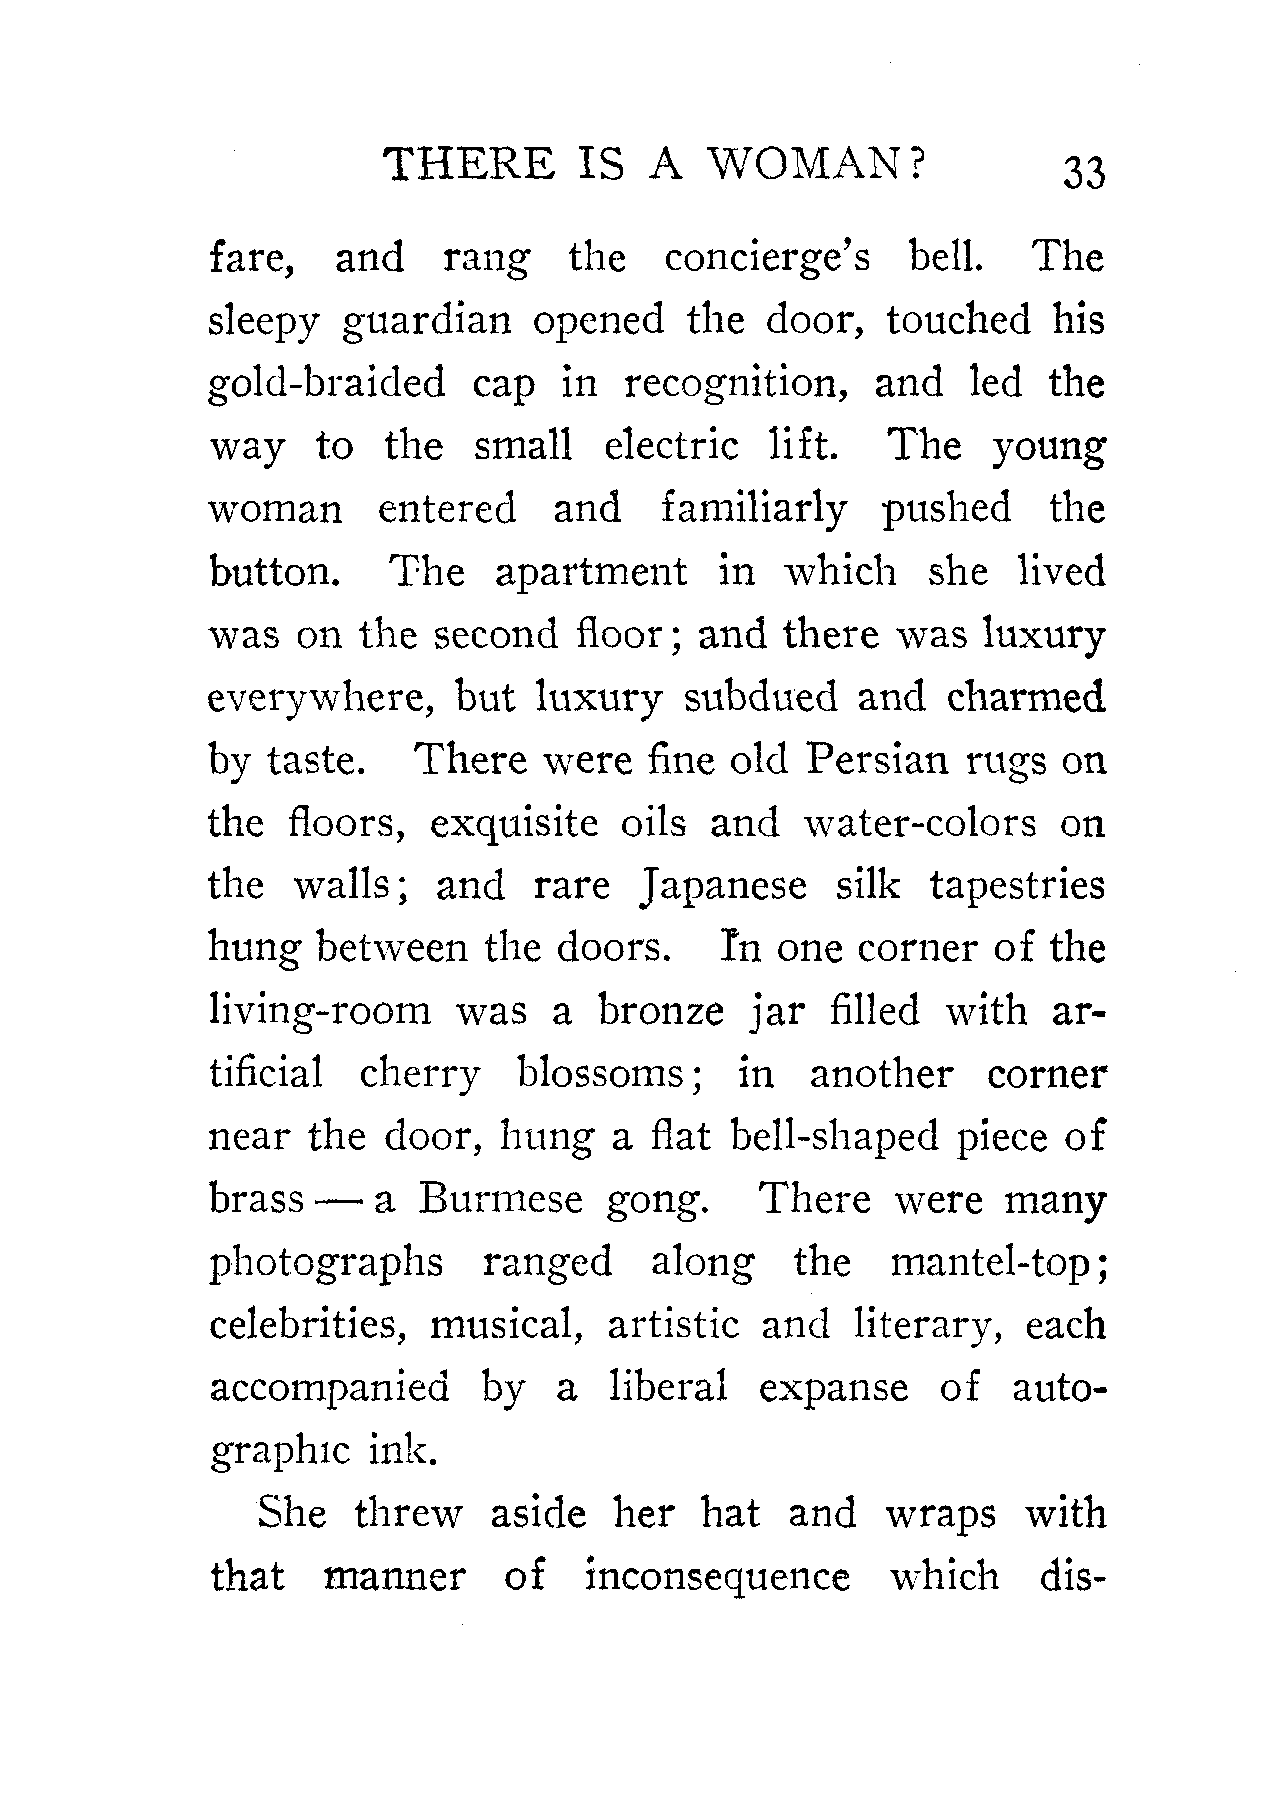 THERE IS A WOMAN? 33
fare, and rang the concierge's bell. The
sleepy guardian opened the door, touched his
gold-braided cap in recognition, and led the
way to the small electric lift. The young
woman entered and familiarly pushed the
button. The apartment in which she lived
was on the second floor; and there was luxury
everywhere, but luxury subdued and charmed
by taste. There were fine old Persian rugs on
the floors, exquisite oils and water-colors on
the walls; and rare Japanese silk tapestries
hung between the doors. In one corner of the
living-room was a bronze jar filled with ar-
tificial cherry blossoms; in another corner
near the door, hung a flat bell-shaped piece of
brass — a Burmese gong. There were many
photographs ranged along the mantel-top;
celebrities, musical, artistic and literary, each
accompanied by a liberal expanse of auto-
graphic ink.
She threw aside her hat and wraps with
that manner of inconsequence which dis-